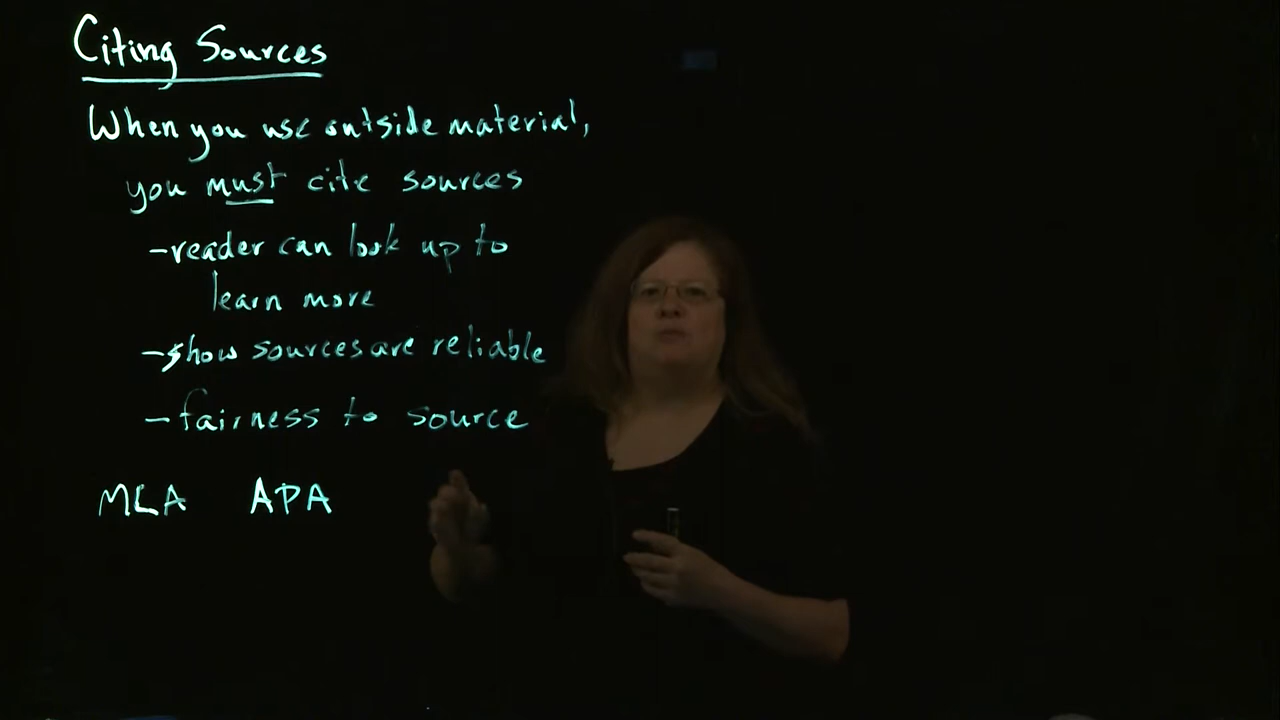 Citing Sources
When you use outside material,
you must cite sources
-reader can look up to
learn more
-show sources are reliable
-fairness to source
MLA APA